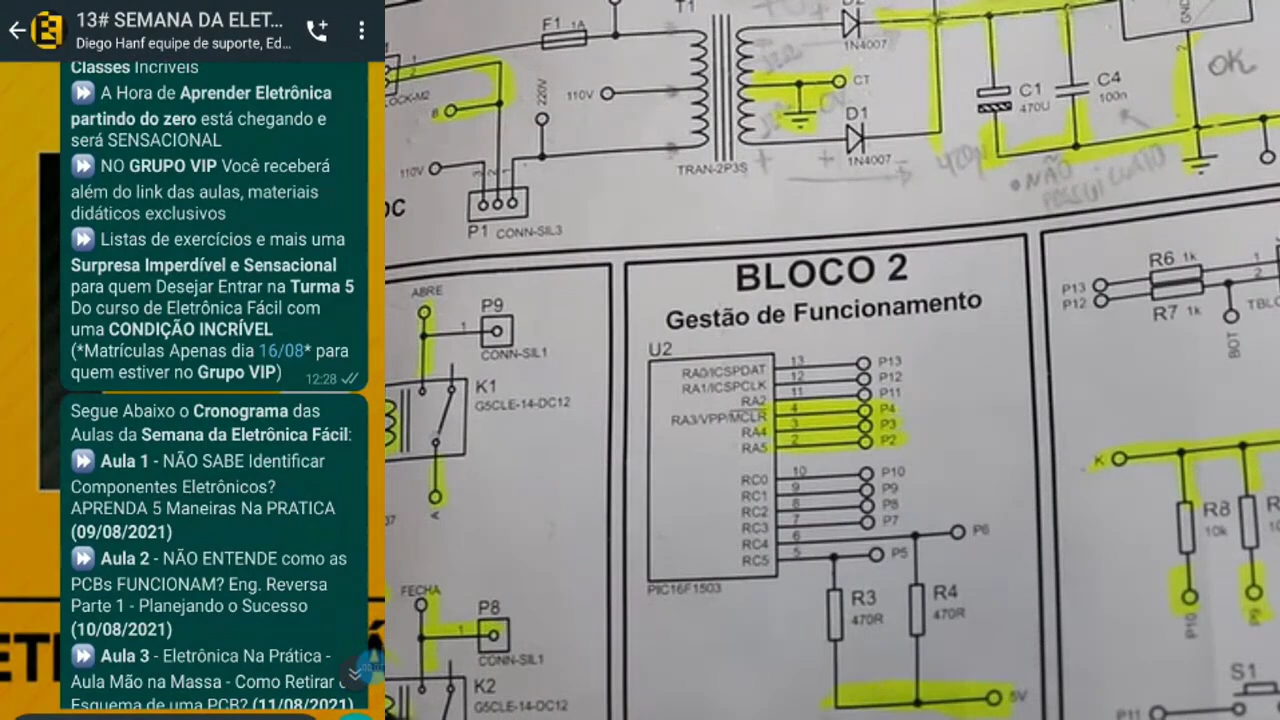 13# SEMANA DA ELET...
Diego Hanf equipe de suporte, Ed...
Classes Incríveis
⏩ A Hora de Aprender Eletrônica
partindo do zero está chegando e
será SENSACIONAL
⏩ NO GRUPO VIP Você receberá
além do link das aulas, materiais
didáticos exclusivos
⏩ Listas de exercícios e mais uma
Surpresa Imperdível e Sensacional
para quem Desejar Entrar na Turma 5
Do curso de Eletrônica Fácil com
uma CONDIÇÃO INCRÍVEL
(*Matrículas Apenas dia 16/08* para
quem estiver no Grupo VIP)
12:28
Segue Abaixo o Cronograma das
Aulas da Semana da Eletrônica Fácil:
⏩ Aula 1 - NÃO SABE Identificar
Componentes Eletrônicos?
APRENDA 5 Maneiras Na PRATICA
(09/08/2021)
⏩ Aula 2 - NÃO ENTENDE como as
PCBs FUNCIONAM? Eng. Reversa
Parte 1 - Planejando o Sucesso
(10/08/2021)
⏩ Aula 3 - Eletrônica Na Prática -
Aula Mão na Massa - Como Retirar
Esquema de uma PCB? (11/08/2021)
F1 1A
T1
1N4007
CT
220V
110V
D1
1N4007
TRAN-2P3S
110V
3 2 1
P1 CONN-SIL3
C1
470U
C4
100n
GND
2
OK
NÃO
ABRE
P9
1
CONN-SIL1
K1
G5CLE-14-DC12
A
FECHA
P8
1
CONN-SIL1
K2
G5CLE-14-DC12
BLOCO 2
Gestão de Funcionamento
U2
RA0/ICSPDAT 13 P13
RA1/ICSPCLK 12 P12
RA2 11 P11
RA3/VPP/MCLR 4 P4
RA4 3 P3
RA5 2 P2
RC0 10 P10
RC1 9 P9
RC2 8 P8
RC3 7 P7
RC4 6 P6
RC5 5 P5
PIC16F1503
R3
470R
R4
470R
5V
R6 1k
P13
P12
R7 1k
1
2
BOT
K
R8
10k
P10
P9
S1
P11